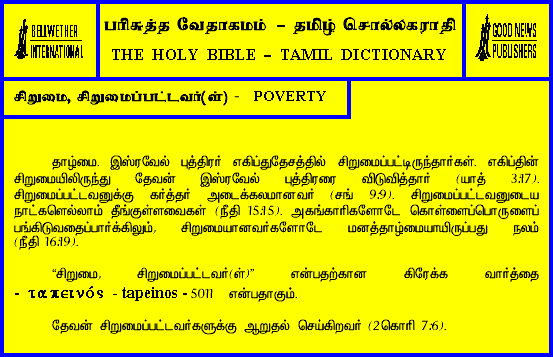 BELLWETHER
INTERNATIONAL
பரிசுத்த வேதாகமம் – தமிழ் சொல்லகராதி
THE HOLY BIBLE – TAMIL DICTIONARY
GOOD NEWS
PUBLISHERS
சிறுமை, சிறுமைப்பட்டவர்(ள்) - POVERTY
தாழ்மை. இஸ்ரவேல் புத்திரர் எகிப்துதேசத்தில் சிறுமைப்பட்டிருந்தார்கள். எகிப்தின்
சிறுமையிலிருந்து தேவன் இஸ்ரவேல் புத்திரரை விடுவித்தார் (யாத் 3:17).
சிறுமைப்பட்டவனுக்கு கர்த்தர் அடைக்கலமானவர் (சங் 9:9). சிறுமைப்பட்டவனுடைய
நாட்களெல்லாம் தீங்குள்ளவைகள் (நீதி 15:15). அகங்காரிகளோடே கொள்ளைப்பொருளைப்
பங்கிடுவதைப்பார்க்கிலும், சிறுமையானவர்களோடே மனத்தாழ்மையாயிருப்பது நலம்
(நீதி 16:19).
“சிறுமை, சிறுமைப்பட்டவர்(ள்)” என்பதற்கான கிரேக்க வார்த்தை
- ταπεινός - tapeinos - 5011 என்பதாகும்.
தேவன் சிறுமைப்பட்டவர்களுக்கு ஆறுதல் செய்கிறவர் (2கொரி 7:6).